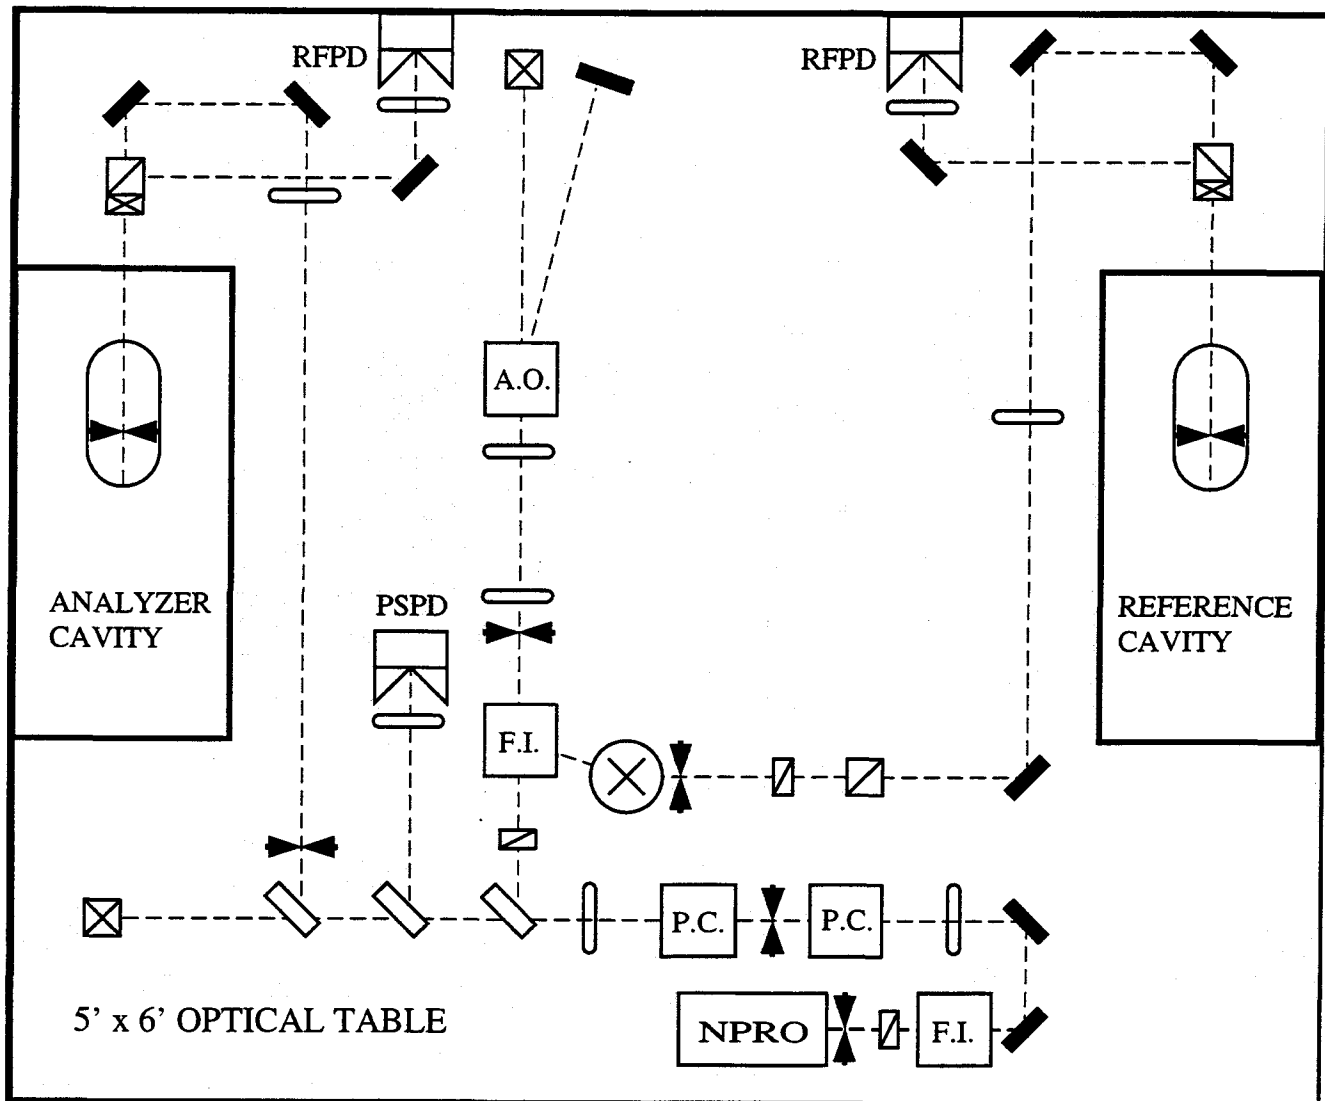 RFPD
RFPD
A.O.
ANALYZER
CAVITY
PSPD
REFERENCE
CAVITY
F.I.
P.C.
P.C.
5’ x 6’ OPTICAL TABLE
NPRO
F.I.